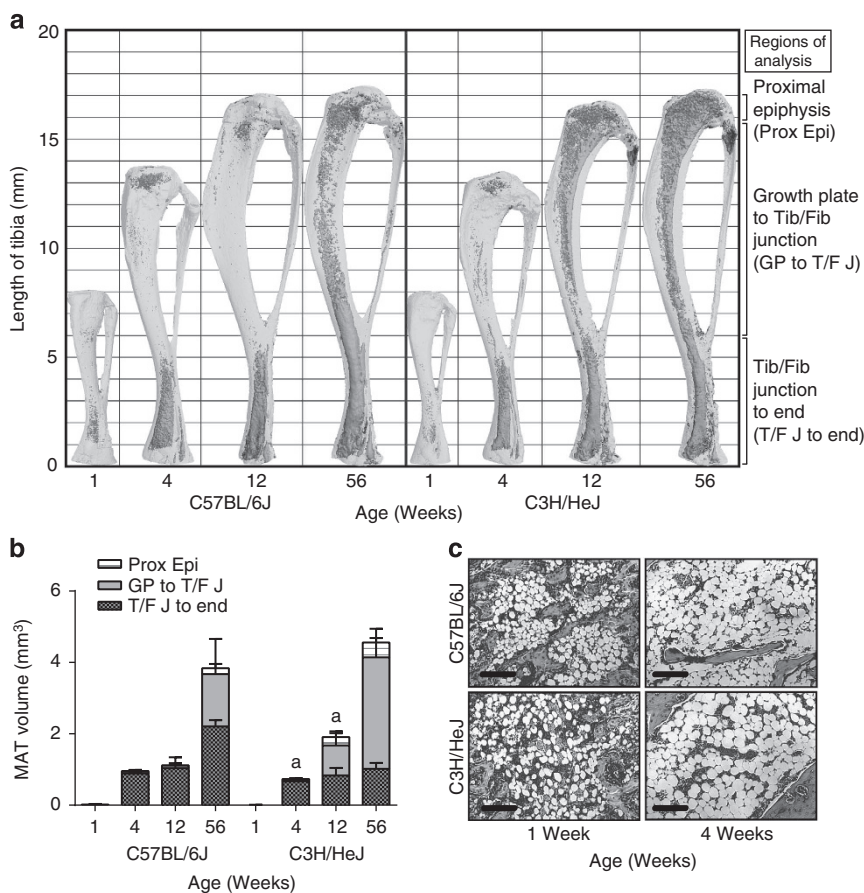 a
Length of tibia (mm)
20
15
10
5
0
Regions of
analysis
Proximal
epiphysis
(Prox Epi)
Growth plate
to Tib/Fib
junction
(GP to T/F J)
Tib/Fib
junction
to end
(T/F J to end)
1 4 12 56 1 4 12 56
C57BL/6J C3H/HeJ
Age (Weeks)
b
Prox Epi
GP to T/F J
T/F J to end
MAT volume (mm³)
6
4
2
0
a
a
1 4 12 56 1 4 12 56
C57BL/6J C3H/HeJ
Age (Weeks)
c
C57BL/6J
C3H/HeJ
1 Week 4 Weeks
Age (Weeks)